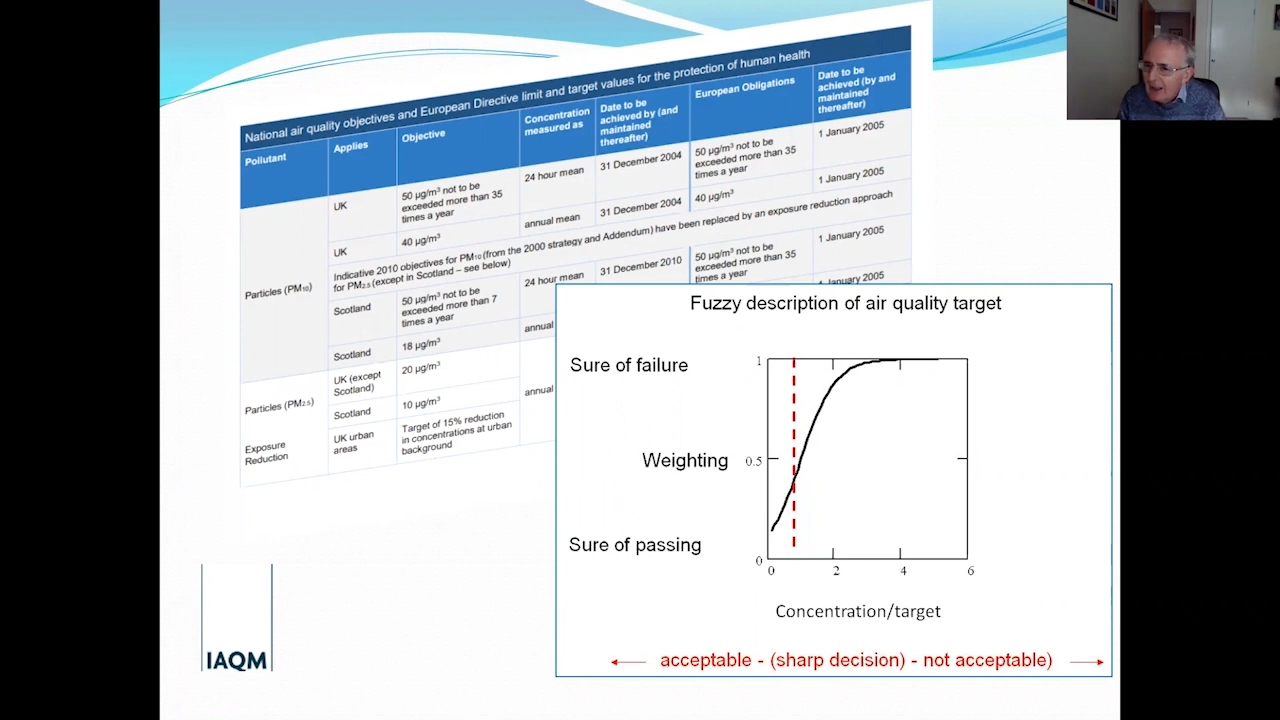 National air quality objectives and European Directive limit and target values for the protection of human health
Pollutant
Applies
Objective
Concentration
measured as
Date to be
achieved by (and
maintained
thereafter)
European Obligations
Date to be
achieved (by and
maintained
thereafter)
Particles (PM10)
UK
50 µg/m³ not to be
exceeded more than 35
times a year
24 hour mean
31 December 2004
50 µg/m³ not to be
exceeded more than 35
times a year
1 January 2005
UK
40 µg/m³
annual mean
31 December 2004
40 µg/m³
1 January 2005
Indicative 2010 objectives for PM10 (from the 2000 strategy and Addendum) have been replaced by an exposure reduction approach
for PM2.5 (except in Scotland – see below)
Scotland
50 µg/m³ not to be
exceeded more than 7
times a year
24 hour mean
31 December 2010
50 µg/m³ not to be
exceeded more than 35
times a year
1 January 2005
Scotland
18 µg/m³
annual
1 January 2005
Particles (PM2.5)
Exposure
Reduction
UK (except
Scotland)
20 µg/m³
annual
Scotland
10 µg/m³
UK urban
areas
Target of 15% reduction
in concentrations at urban
background
Fuzzy description of air quality target
Sure of failure
Weighting
Sure of passing
1
0.5
0
0
2
4
6
Concentration/target
acceptable - (sharp decision) - not acceptable)
IAQM